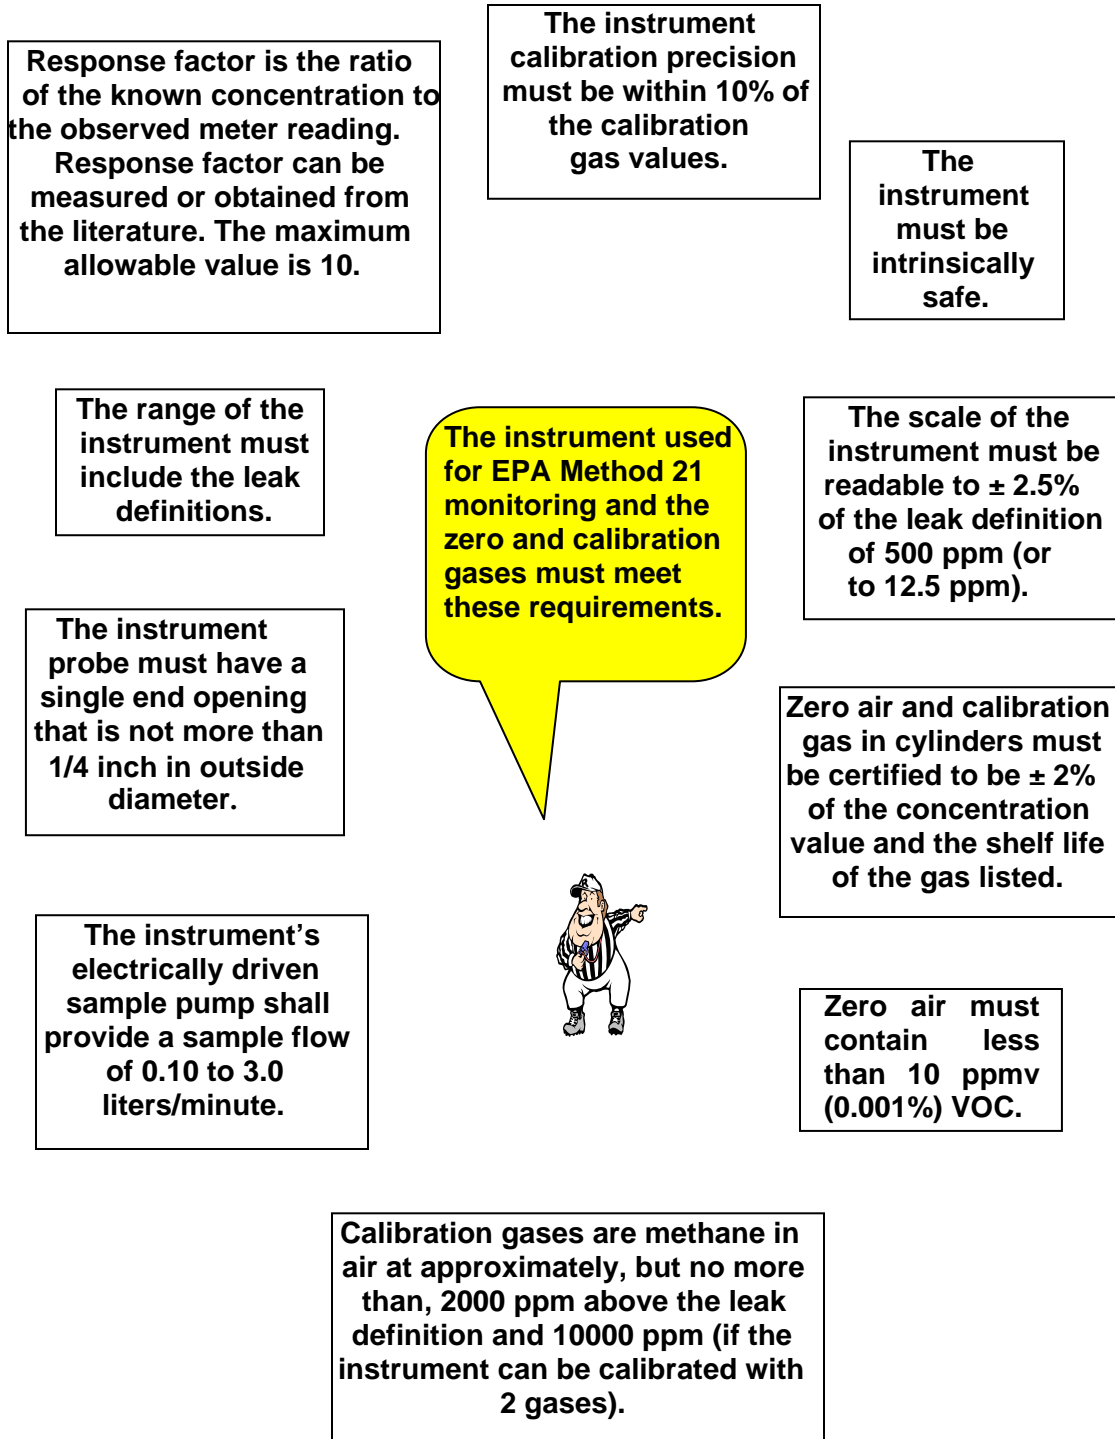 The instrument
calibration precision
must be within 10% of
the calibration
gas values.
Response factor is the ratio
of the known concentration to
the observed meter reading.
Response factor can be
measured or obtained from
the literature. The maximum
allowable value is 10.
The
instrument
must be
intrinsically
safe.
The range of the
instrument must
include the leak
definitions.
The instrument used
for EPA Method 21
monitoring and the
zero and calibration
gases must meet
these requirements.
The scale of the
instrument must be
readable to ± 2.5%
of the leak definition
of 500 ppm (or
to 12.5 ppm).
The instrument
probe must have a
single end opening
that is not more than
1/4 inch in outside
diameter.
Zero air and calibration
gas in cylinders must
be certified to be ± 2%
of the concentration
value and the shelf life
of the gas listed.
The instrument’s
electrically driven
sample pump shall
provide a sample flow
of 0.10 to 3.0
liters/minute.
R
Zero air must
contain less
than 10 ppmv
(0.001%) VOC.
Calibration gases are methane in
air at approximately, but no more
than, 2000 ppm above the leak
definition and 10000 ppm (if the
instrument can be calibrated with
2 gases).